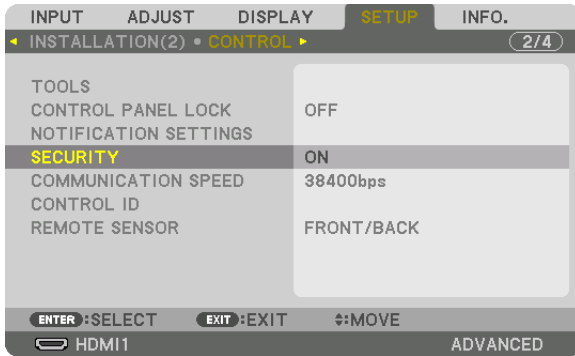 INPUT ADJUST DISPLAY SETUP INFO.
INSTALLATION(2) • CONTROL 2/4
TOOLS
CONTROL PANEL LOCK OFF
NOTIFICATION SETTINGS
SECURITY ON
COMMUNICATION SPEED 38400bps
CONTROL ID
REMOTE SENSOR FRONT/BACK
ENTER :SELECT EXIT :EXIT :MOVE
HDMI1 ADVANCED